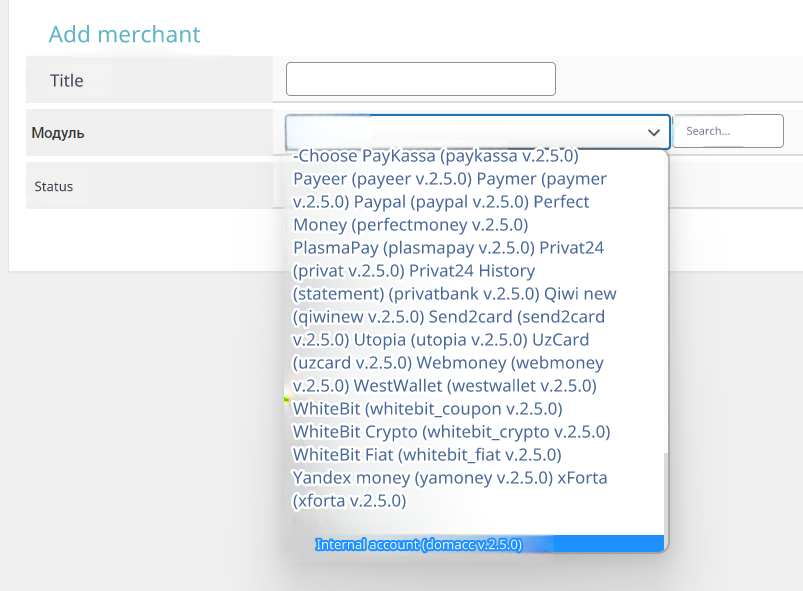 Add merchant
Title
Модуль
Search...
-Choose PayKassa (paykassa v.2.5.0)
Payeer (payeer v.2.5.0) Paymer (paymer
v.2.5.0) Paypal (paypal v.2.5.0) Perfect
Money (perfectmoney v.2.5.0)
PlasmaPay (plasmapay v.2.5.0) Privat24
(privat v.2.5.0) Privat24 History
(statement) (privatbank v.2.5.0) Qiwi new
(qiwinew v.2.5.0) Send2card (send2card
v.2.5.0) Utopia (utopia v.2.5.0) UzCard
(uzcard v.2.5.0) Webmoney (webmoney
v.2.5.0) WestWallet (westwallet v.2.5.0)
WhiteBit (whitebit_coupon v.2.5.0)
WhiteBit Crypto (whitebit_crypto v.2.5.0)
WhiteBit Fiat (whitebit_fiat v.2.5.0)
Yandex money (yamoney v.2.5.0) xForta
(xforta v.2.5.0)
Internal account (domacc v.2.5.0)
Status